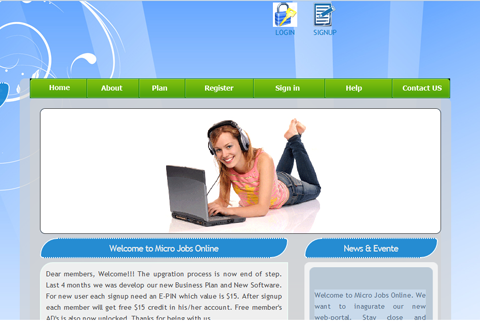 LOGIN SIGNUP
Home About Plan Register Sign in Help Contact US
Welcome to Micro Jobs Online
News & Evente
Dear members, Welcome!!! The upgration process is now end of step.
Last 4 months we was develop our new Business Plan and New Software.
For new user each signup need an E-PIN which value is $15. After signup
each member will get free $15 credit in his/her account. Free member's
AD's is also now unlocked. Thanks for being with us
Welcome to Micro Jobs Online. We
want to inagurate our new
web-portal. Stay close and